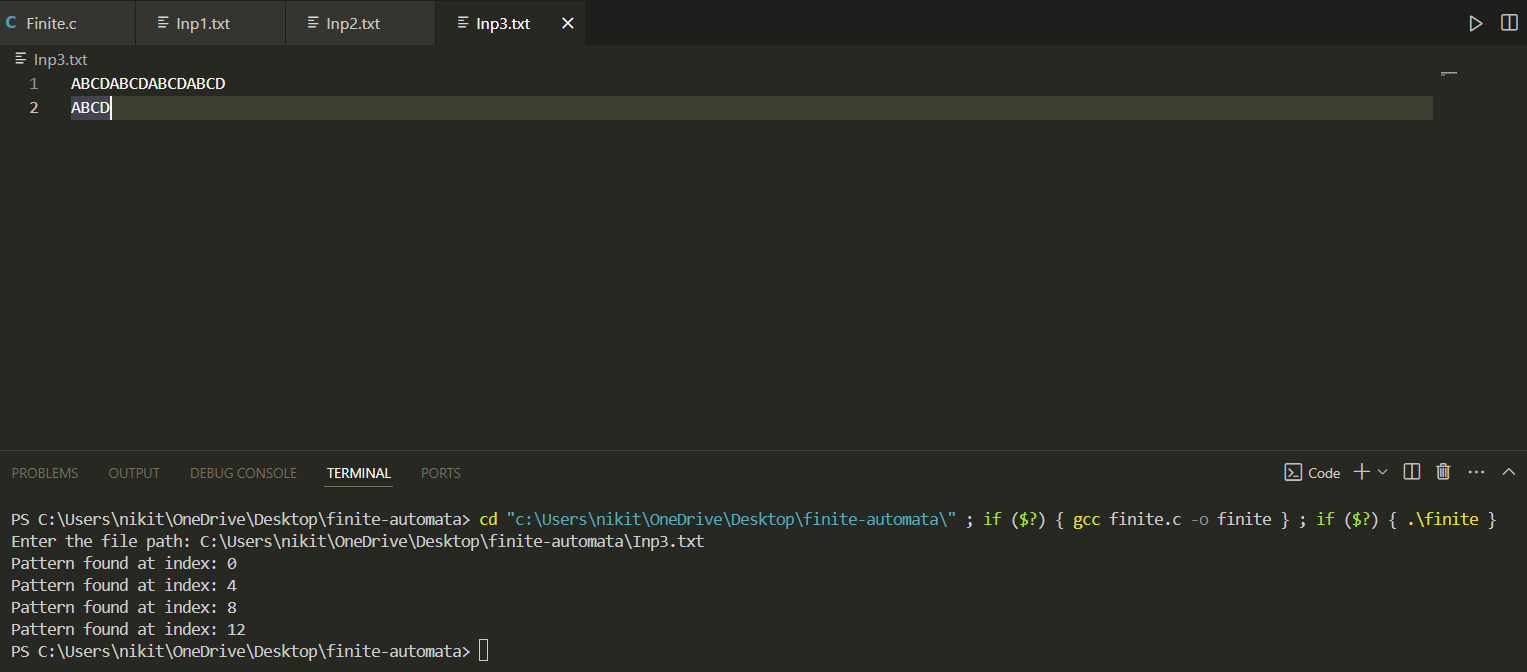 C Finite.c Inp1.txt Inp2.txt Inp3.txt
Inp3.txt
1 ABCDABCDABCDABCD
2 ABCD
PROBLEMS OUTPUT DEBUG CONSOLE TERMINAL PORTS Code
PS C:\Users\nikit\OneDrive\Desktop\finite-automata> cd "c:\Users\nikit\OneDrive\Desktop\finite-automata\" ; if ($?) { gcc finite.c -o finite } ; if ($?) { .\finite }
Enter the file path: C:\Users\nikit\OneDrive\Desktop\finite-automata\Inp3.txt
Pattern found at index: 0
Pattern found at index: 4
Pattern found at index: 8
Pattern found at index: 12
PS C:\Users\nikit\OneDrive\Desktop\finite-automata>